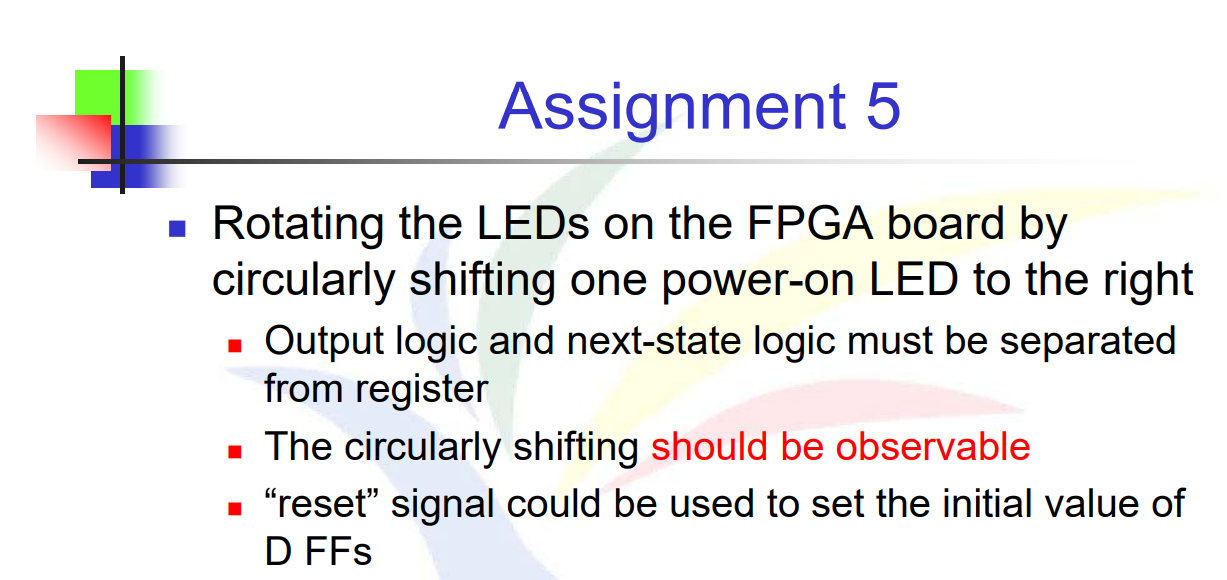 Assignment 5
Rotating the LEDs on the FPGA board by
circularly shifting one power-on LED to the right
Output logic and next-state logic must be separated
from register
The circularly shifting should be observable
“reset” signal could be used to set the initial value of
D FFs